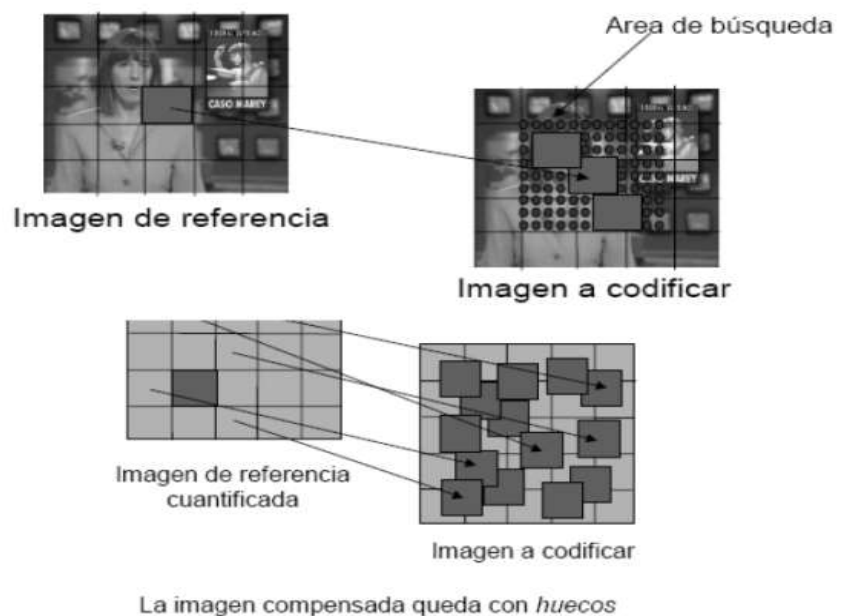 Area de búsqueda
CASO MAREY
Imagen de referencia
MAREY
Imagen a codificar
Imagen de referencia
cuantificada
Imagen a codificar
La imagen compensada queda con huecos